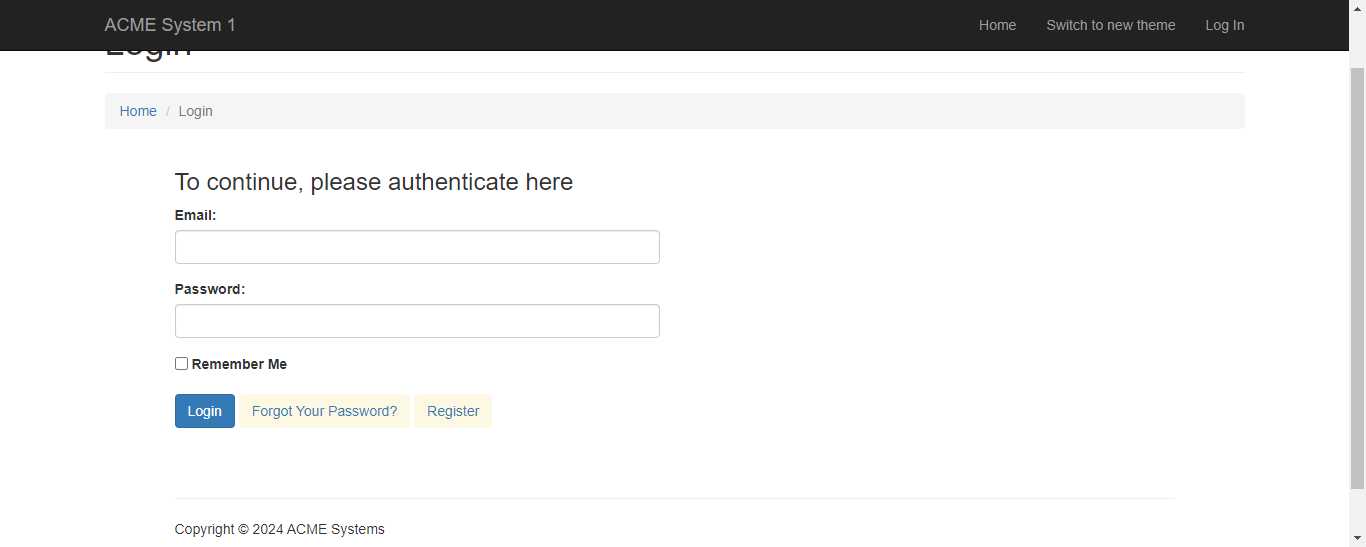 ACME System 1 Home Switch to new theme Log In
Login
Home / Login
To continue, please authenticate here
Email:
Password:
Remember Me
Login Forgot Your Password? Register
Copyright © 2024 ACME Systems